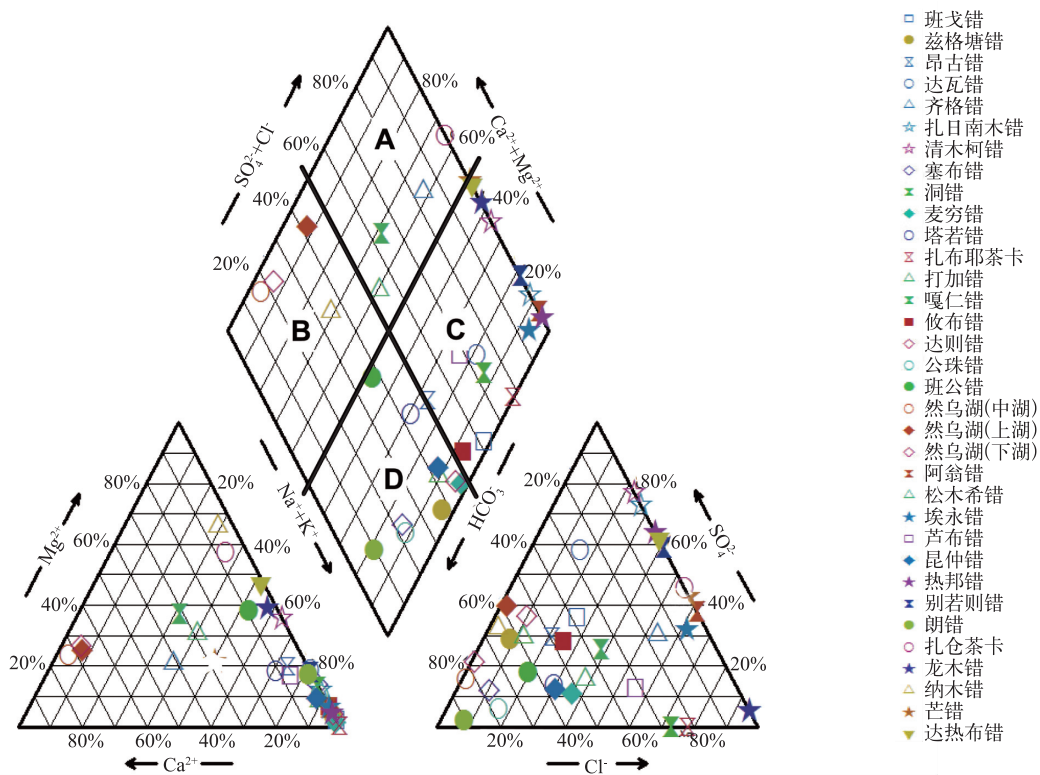 80%
80%
60%
60%
40%
40%
20%
20%
SO₄²⁻+Cl⁻
Ca²⁺+Mg²⁺
A
B
C
D
Na⁺+K⁺
HCO₃⁻
80%
20%
60%
40%
40%
60%
20%
80%
Mg²⁺
80%
60%
40%
20%
Ca²⁺
20%
80%
40%
60%
60%
40%
80%
20%
SO₄²⁻
20%
40%
60%
80%
Cl⁻
班戈错
兹格塘错
昂古错
达瓦错
齐格错
扎日南木错
清木柯错
塞布错
洞错
麦穷错
塔若错
扎布耶茶卡
打加错
嘎仁错
攸布错
达则错
公珠错
班公错
然乌湖(中湖)
然乌湖(上湖)
然乌湖(下湖)
阿翁错
松木希错
埃永错
芦布错
昆仲错
热邦错
别若则错
朗错
扎仓茶卡
龙木错
纳木错
芒错
达热布错